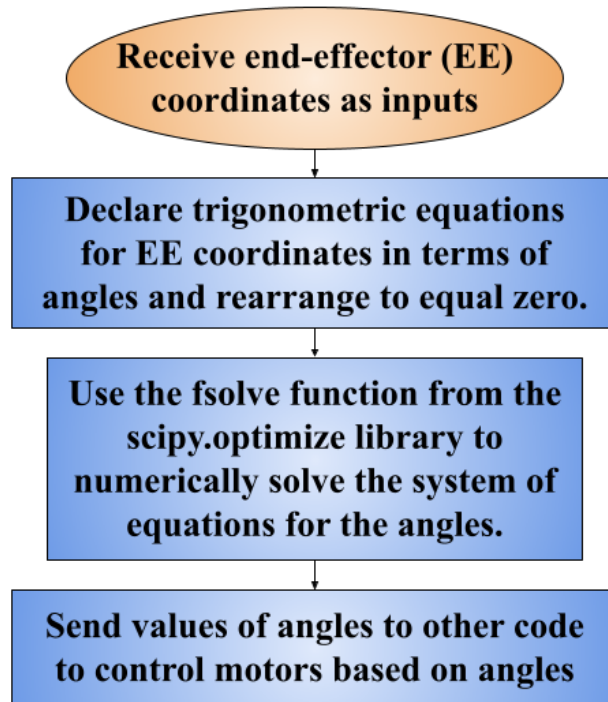 Receive end-effector (EE)
coordinates as inputs
Declare trigonometric equations
for EE coordinates in terms of
angles and rearrange to equal zero.
Use the fsolve function from the
scipy.optimize library to
numerically solve the system of
equations for the angles.
Send values of angles to other code
to control motors based on angles